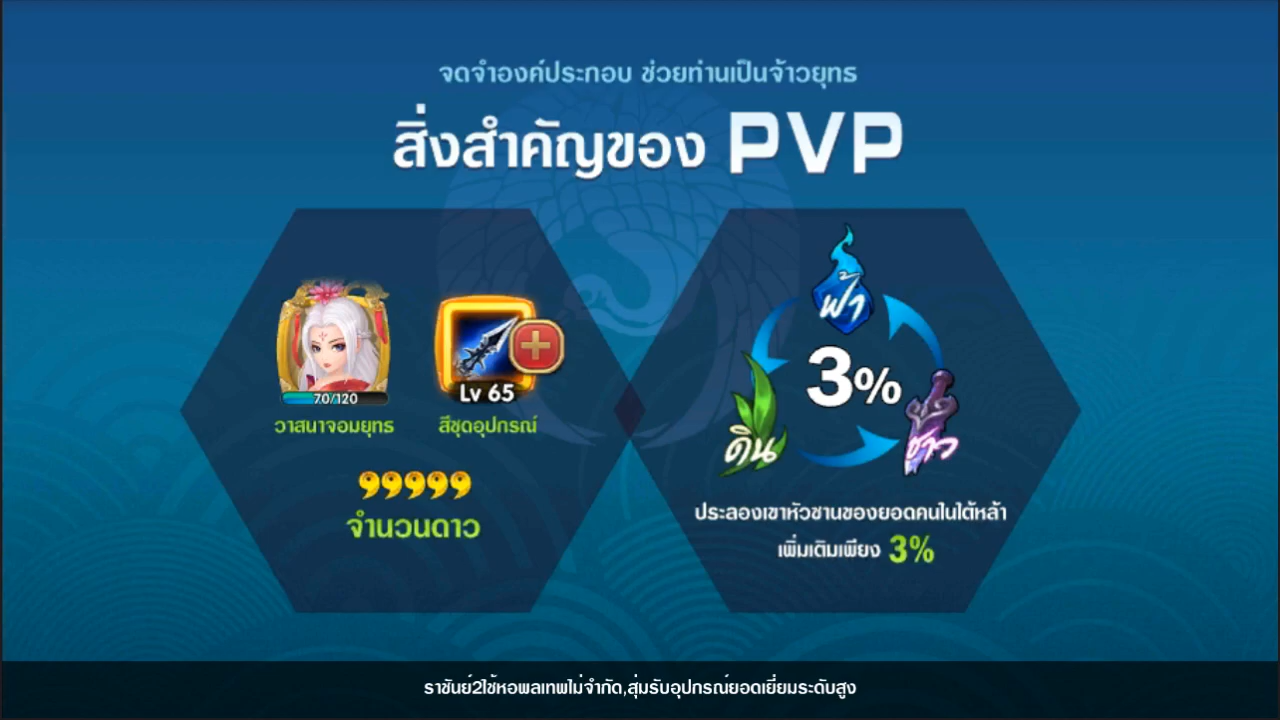 จดจำองค์ประกอบ ช่วยท่านเป็นจ้าวยุทธ
สิ่งสำคัญของ PVP
70/120
Lv 65
วาสนาจอมยุทธ
สีชุดอุปกรณ์
จำนวนดาว
ฟ้า
3%
ดิน
ชาว
ประลองเขาหัวซานของยอดคนในใต้หล้า
เพิ่มเติมเพียง 3%
ราชันย์2ใช้หอพลเทพไม่จำกัด,สุ่มรับอุปกรณ์ยอดเยี่ยมระดับสูง